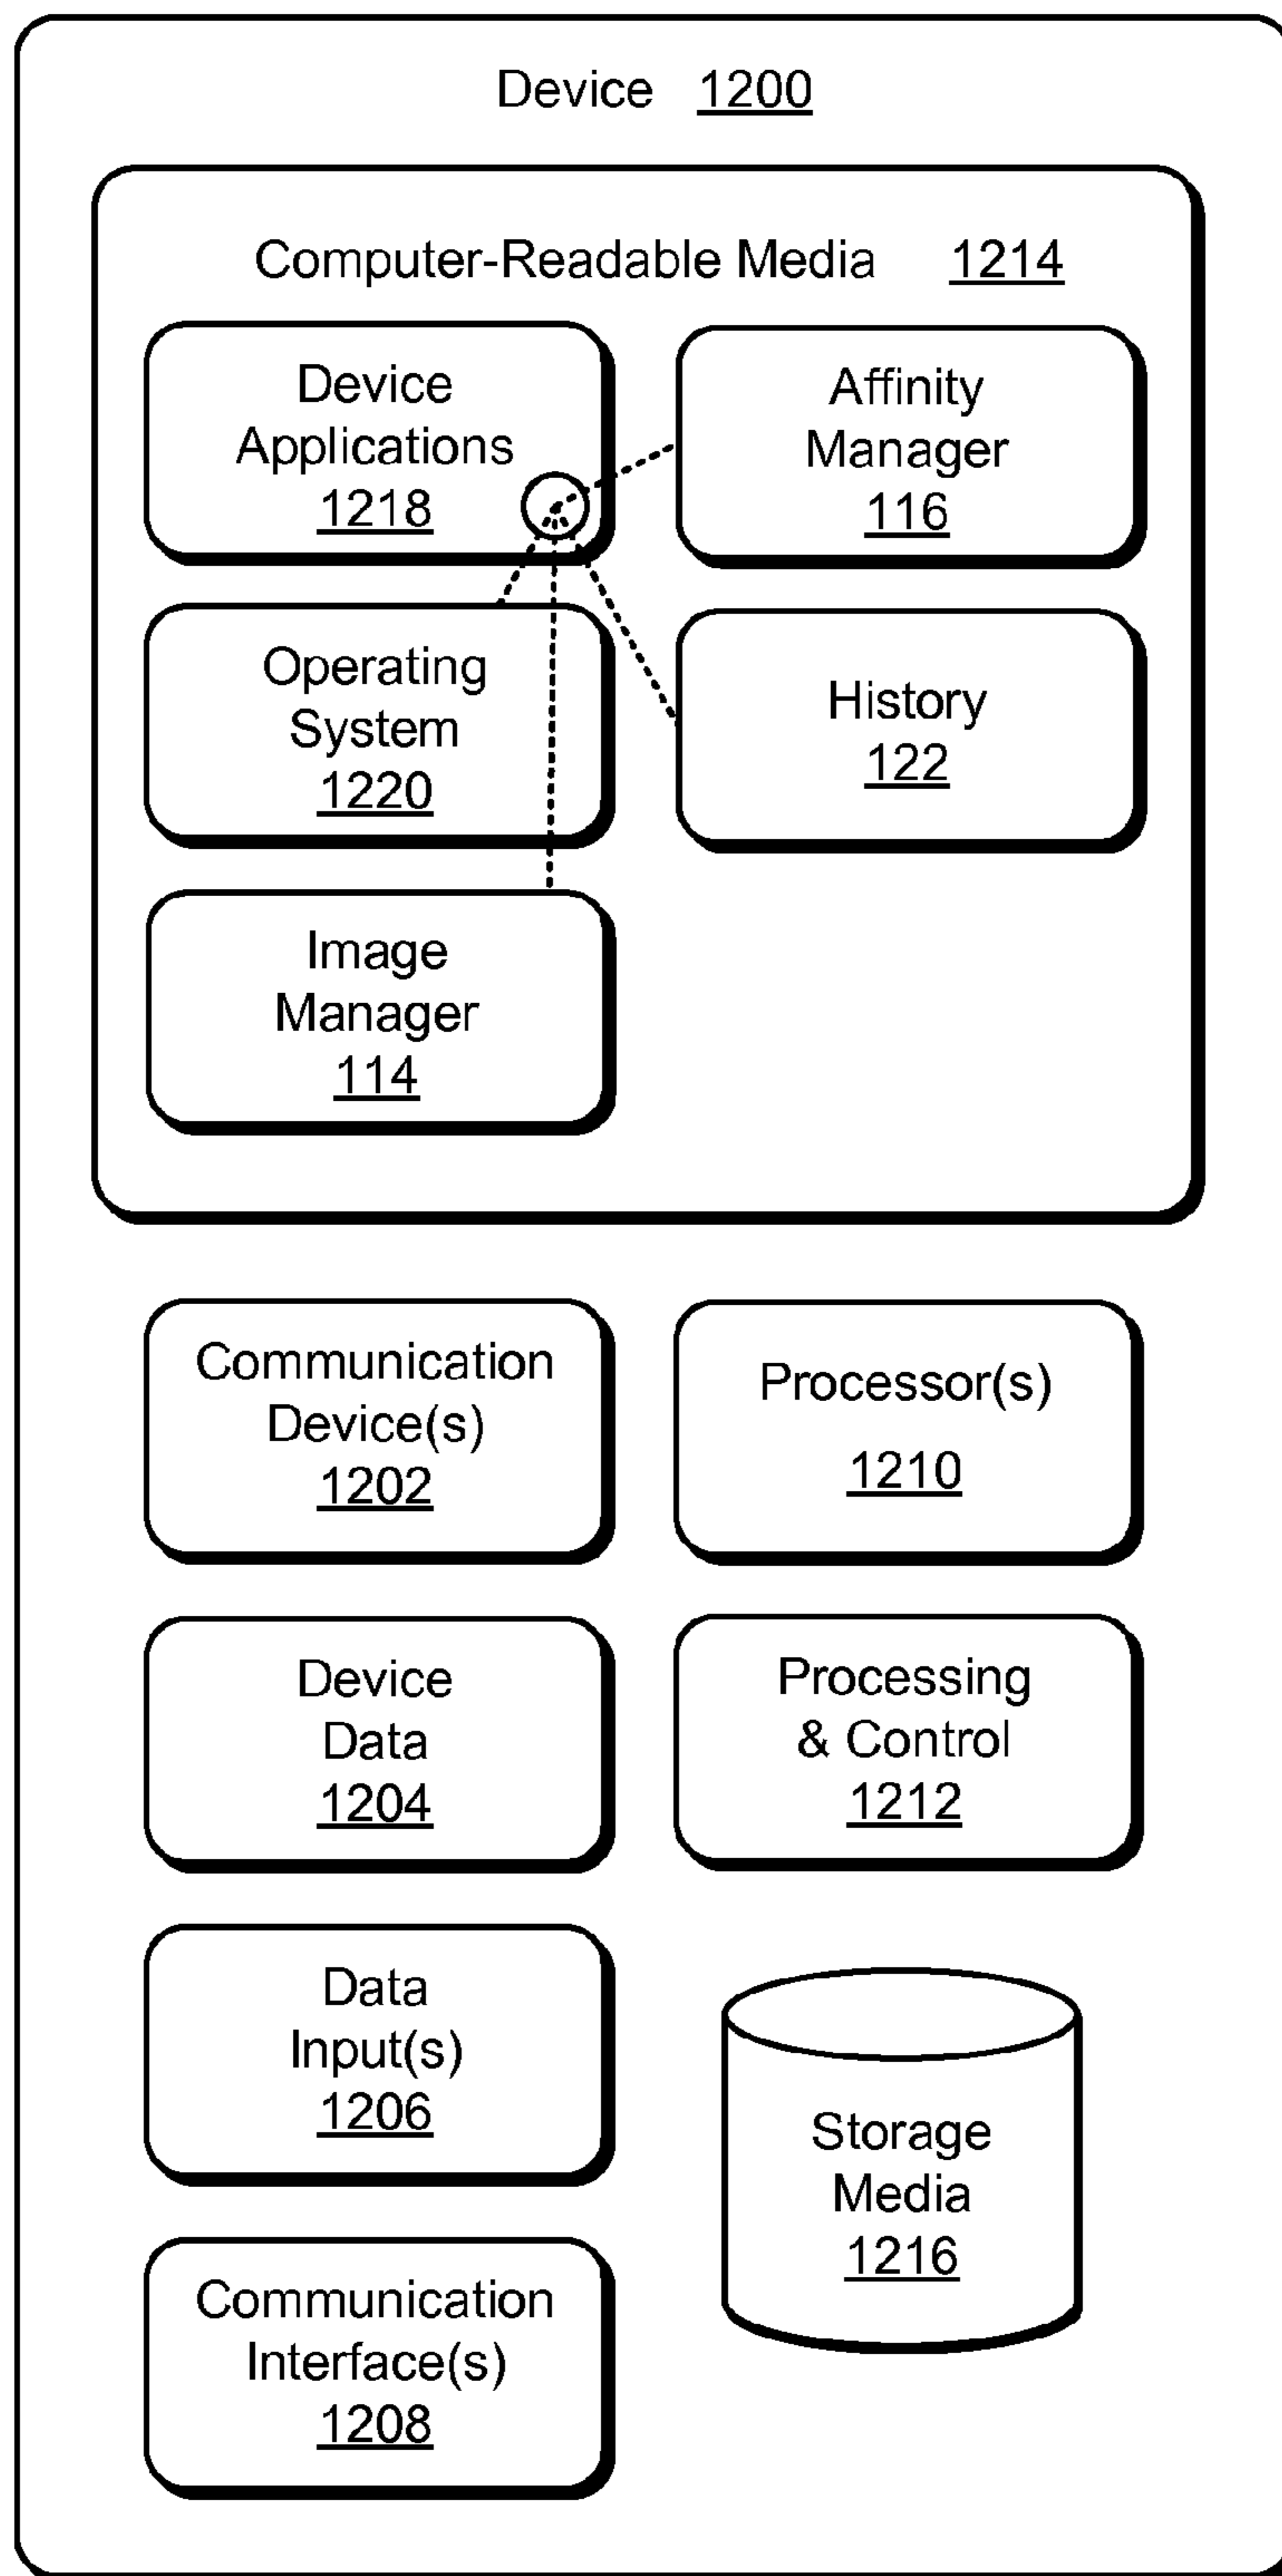 Device 1200
Computer-Readable Media 1214
Device
Applications
1218
Affinity
Manager
116
Operating
System
1220
History
122
Image
Manager
114
Communication
Device(s)
1202
Processor(s)
1210
Device
Data
1204
Processing
& Control
1212
Data
Input(s)
1206
Storage
Media
1216
Communication
Interface(s)
1208